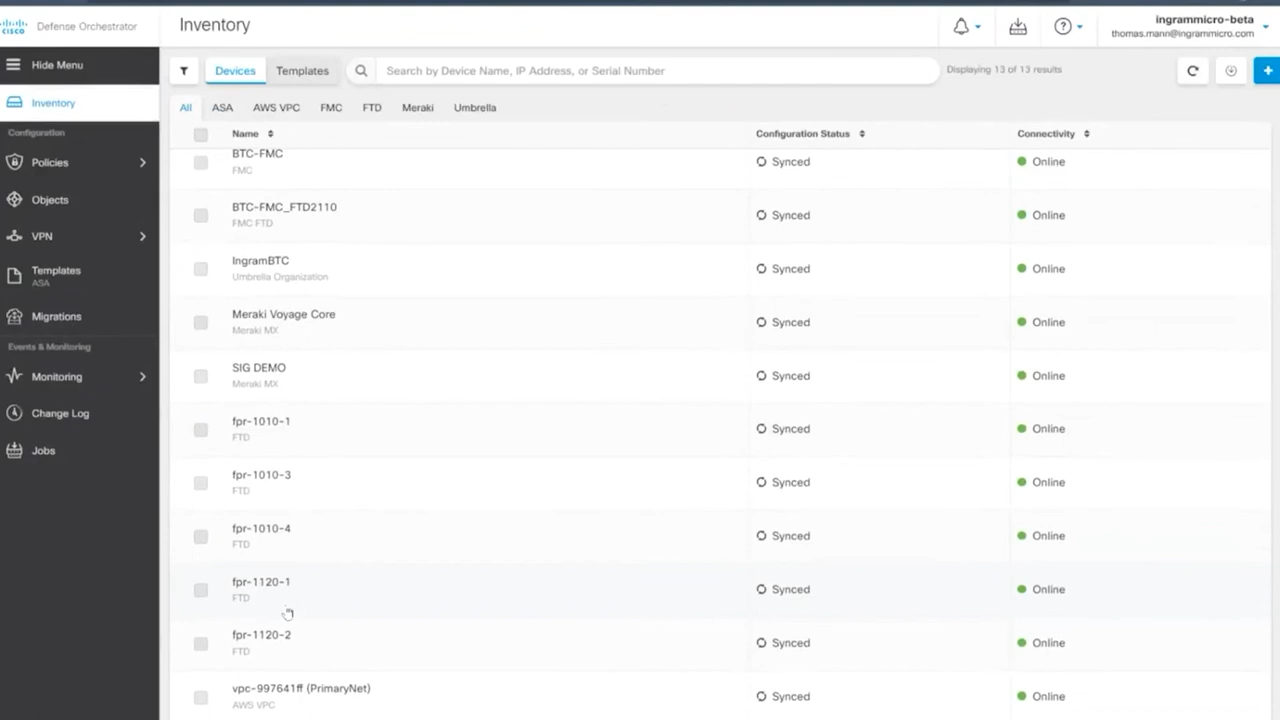 CISCO
Defense Orchestrator
Inventory
ingrammicro-beta
thomas.mann@ingrammicro.com
Hide Menu
Inventory
Configuration
Policies
Objects
VPN
Templates
ASA
Migrations
Events & Monitoring
Monitoring
Change Log
Jobs
Devices
Templates
Search by Device Name, IP Address, or Serial Number
Displaying 13 of 13 results
All ASA AWS VPC FMC FTD Meraki Umbrella
Name Configuration Status Connectivity
BTC-FMC
FMC
Synced Online
BTC-FMC_FTD2110
FMC FTD
Synced Online
IngramBTC
Umbrella Organization
Synced Online
Meraki Voyage Core
Meraki MX
Synced Online
SIG DEMO
Meraki MX
Synced Online
fpr-1010-1
FTD
Synced Online
fpr-1010-3
FTD
Synced Online
fpr-1010-4
FTD
Synced Online
fpr-1120-1
FTD
Synced Online
fpr-1120-2
FTD
Synced Online
vpc-997641ff (PrimaryNet)
AWS VPC
Synced Online